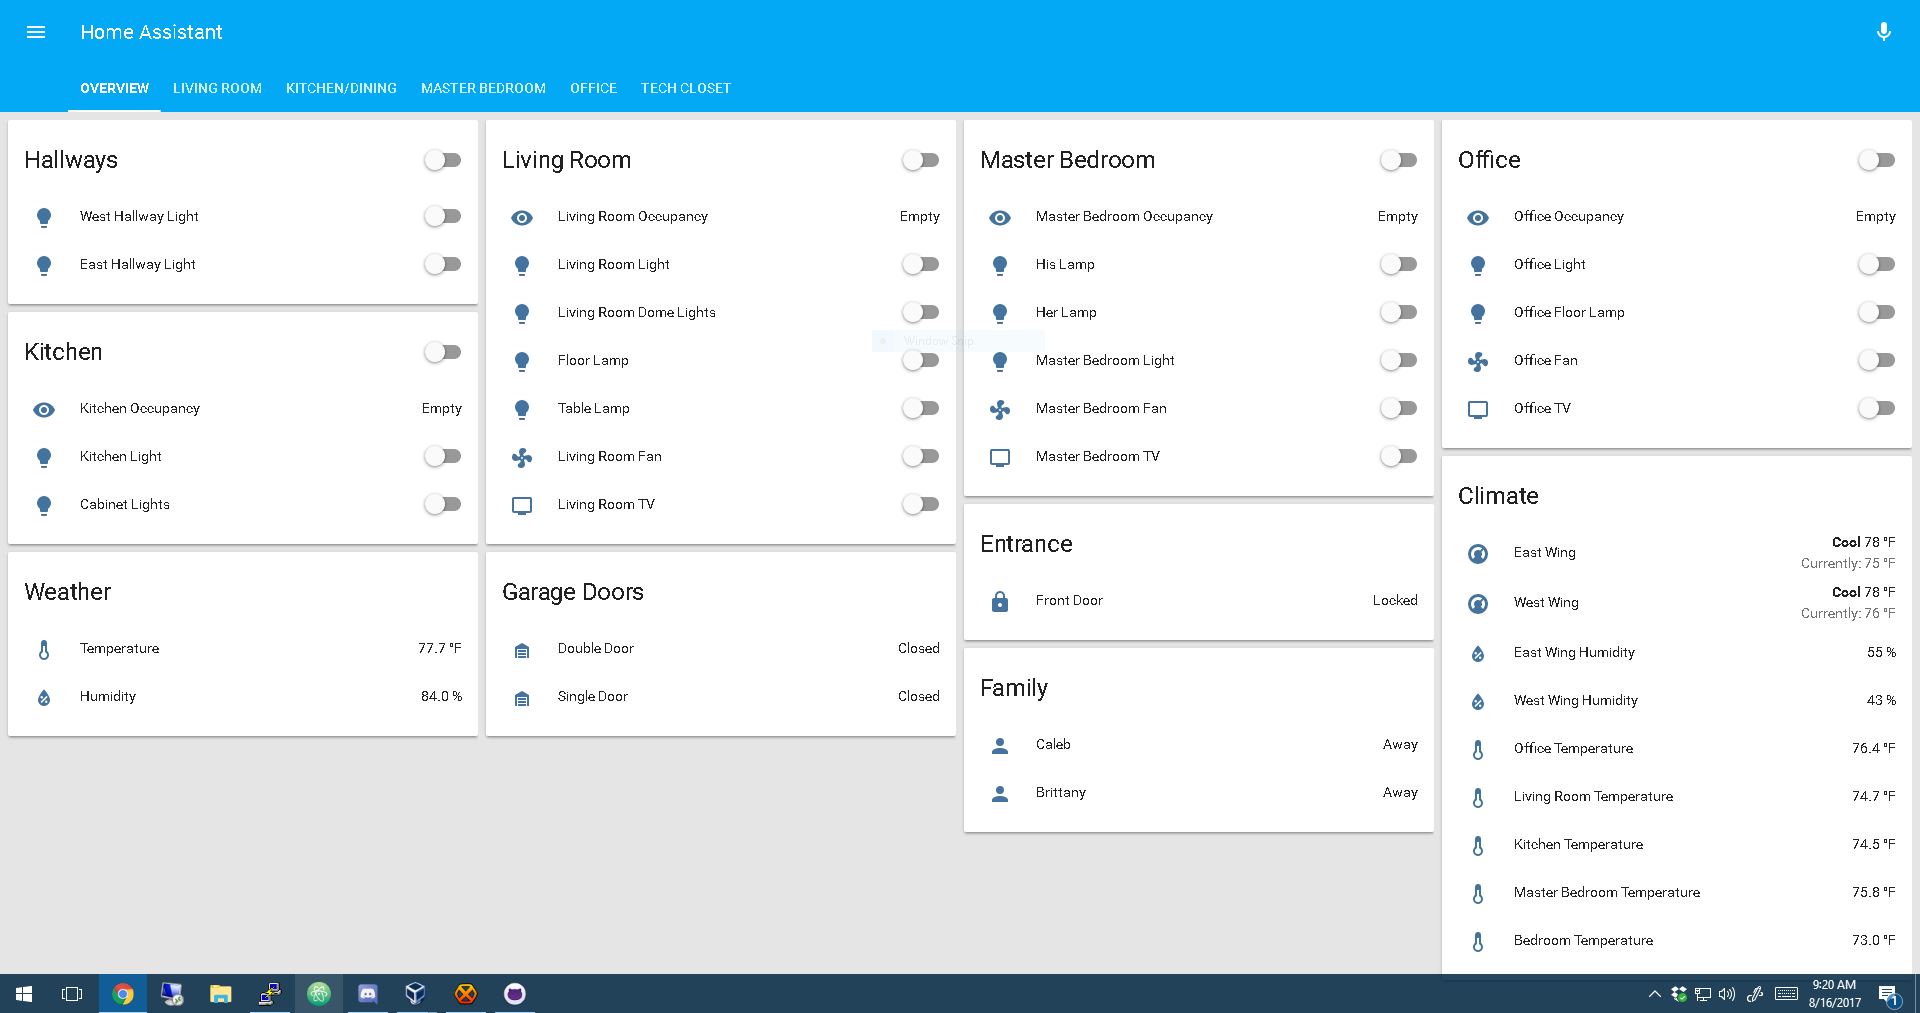 Home Assistant
OVERVIEW LIVING ROOM KITCHEN/DINING MASTER BEDROOM OFFICE TECH CLOSET
Hallways
West Hallway Light
East Hallway Light
Kitchen
Kitchen Occupancy Empty
Kitchen Light
Cabinet Lights
Weather
Temperature 77.7 °F
Humidity 84.0 %
Living Room
Living Room Occupancy Empty
Living Room Light
Living Room Dome Lights
Window Snip
Floor Lamp
Table Lamp
Living Room Fan
Living Room TV
Garage Doors
Double Door Closed
Single Door Closed
Master Bedroom
Master Bedroom Occupancy Empty
His Lamp
Her Lamp
Master Bedroom Light
Master Bedroom Fan
Master Bedroom TV
Entrance
Front Door Locked
Family
Caleb Away
Brittany Away
Office
Office Occupancy Empty
Office Light
Office Floor Lamp
Office Fan
Office TV
Climate
East Wing Cool 78 °F
Currently: 75 °F
West Wing Cool 78 °F
Currently: 76 °F
East Wing Humidity 55 %
West Wing Humidity 43 %
Office Temperature 76.4 °F
Living Room Temperature 74.7 °F
Kitchen Temperature 74.5 °F
Master Bedroom Temperature 75.8 °F
Bedroom Temperature 73.0 °F
9:20 AM
8/16/2017
1